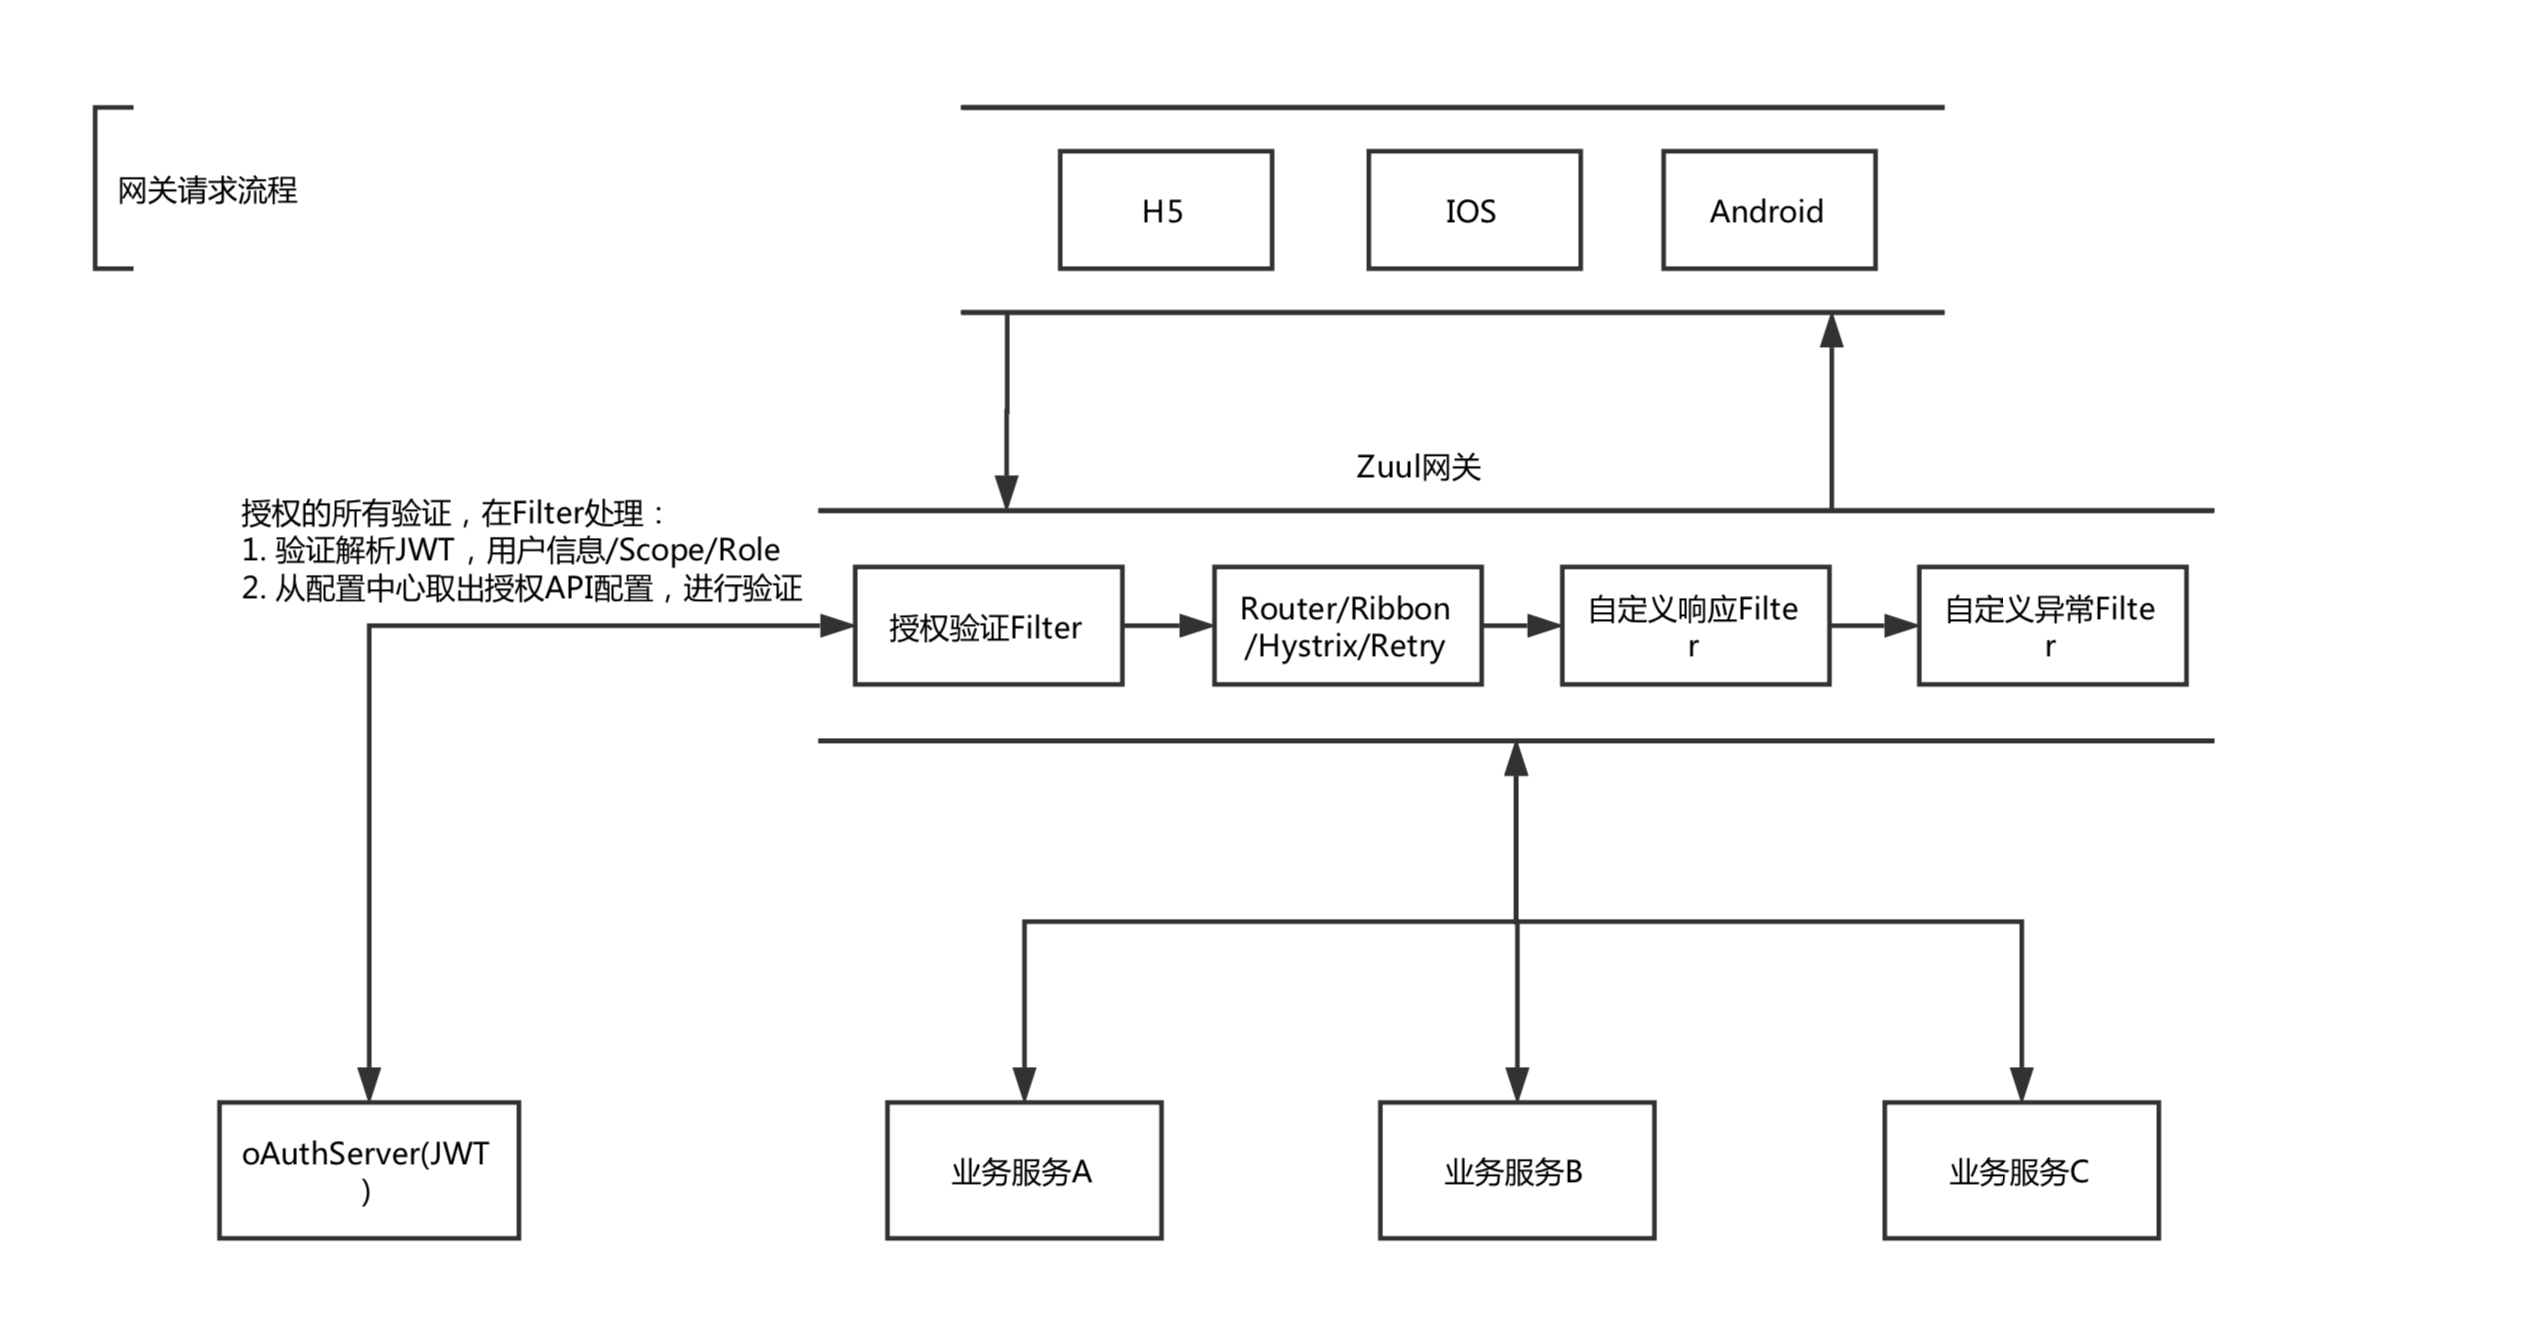 网关请求流程
H5
IOS
Android
Zuul网关
授权的所有验证，在Filter处理：
1. 验证解析JWT，用户信息/Scope/Role
2. 从配置中心取出授权API配置，进行验证
授权验证Filter
Router/Ribbon
/Hystrix/Retry
自定义响应Filte
r
自定义异常Filte
r
oAuthServer(JWT
)
业务服务A
业务服务B
业务服务C